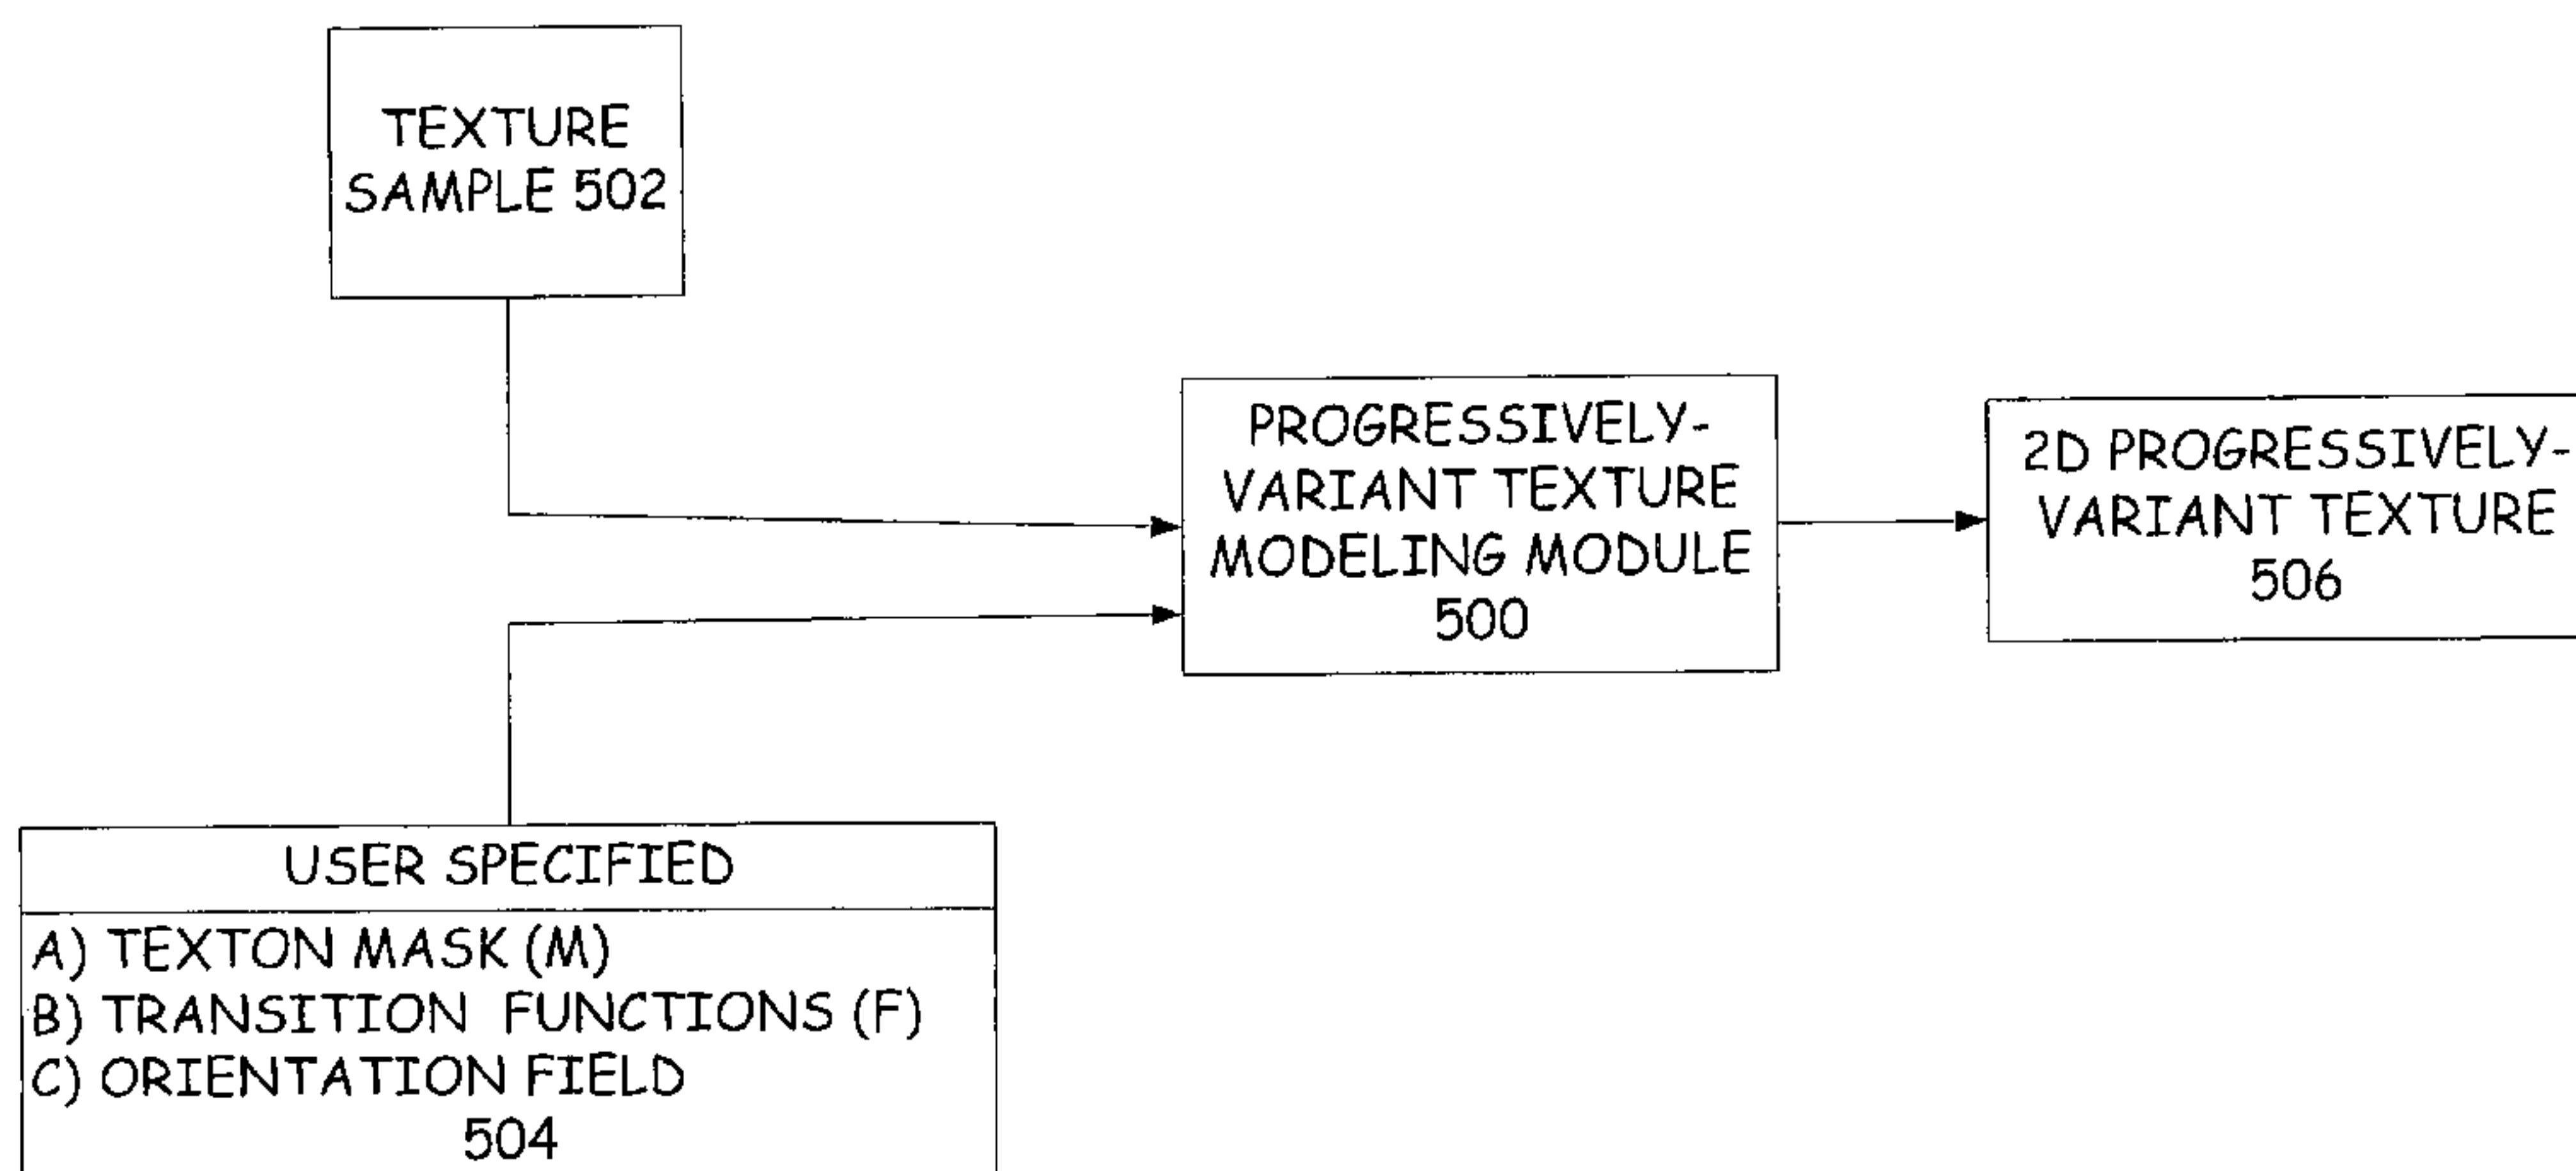 TEXTURE
SAMPLE 502
PROGRESSIVELY-
VARIANT TEXTURE
MODELING MODULE
500
2D PROGRESSIVELY-
VARIANT TEXTURE
506
USER SPECIFIED
A) TEXTON MASK (M)
B) TRANSITION FUNCTIONS (F)
C) ORIENTATION FIELD
504